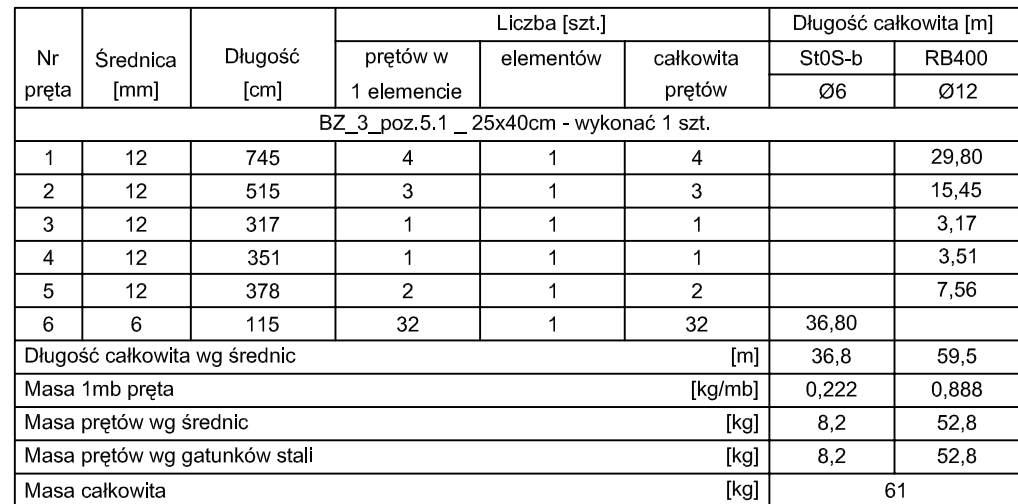 Liczba [szt.] Długość całkowita [m]
Nr Średnica Długość prętów w elementów całkowita St0S-b RB400
pręta [mm] [cm] 1 elemencie prętów Ø6 Ø12
BZ_3_poz.5.1 _ 25x40cm - wykonać 1 szt.
1 12 745 4 1 4 29,80
2 12 515 3 1 3 15,45
3 12 317 1 1 1 3,17
4 12 351 1 1 1 3,51
5 12 378 2 1 2 7,56
6 6 115 32 1 32 36,80
Długość całkowita wg średnic [m] 36,8 59,5
Masa 1mb pręta [kg/mb] 0,222 0,888
Masa prętów wg średnic [kg] 8,2 52,8
Masa prętów wg gatunków stali [kg] 8,2 52,8
Masa całkowita [kg] 61